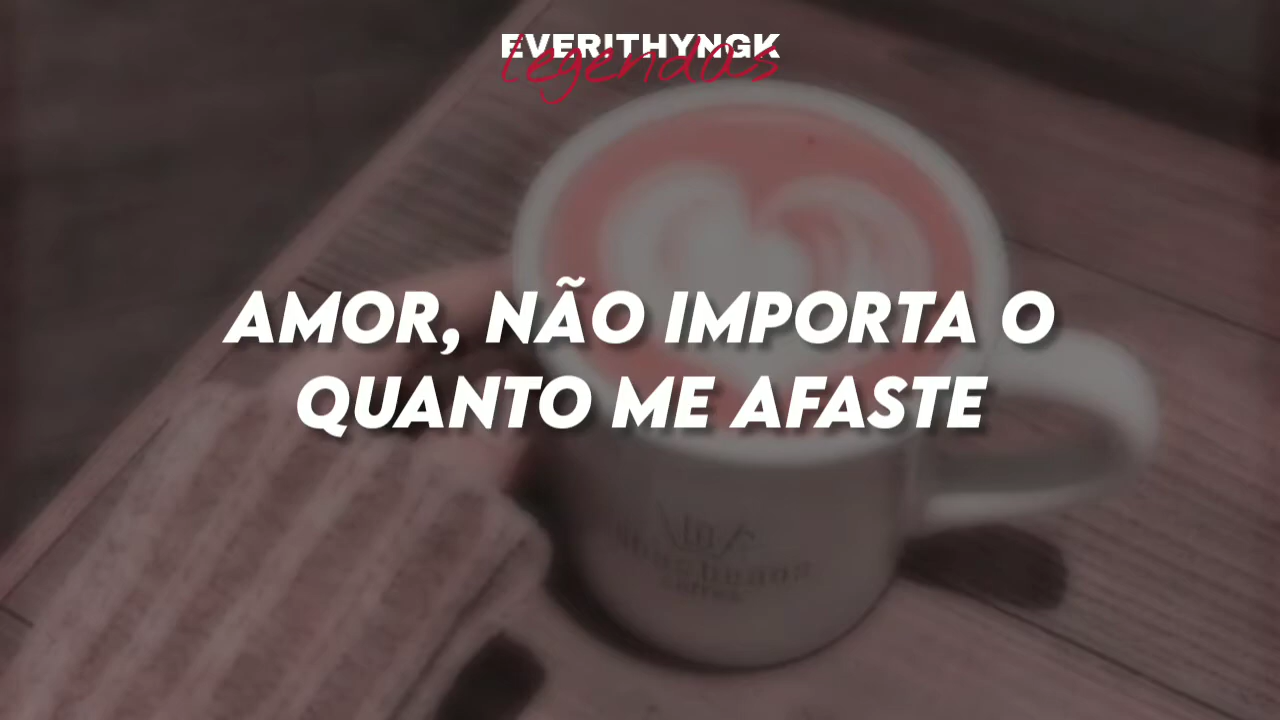 EVERITHYNGK
legendas
AMOR, NÃO IMPORTA O
QUANTO ME AFASTE